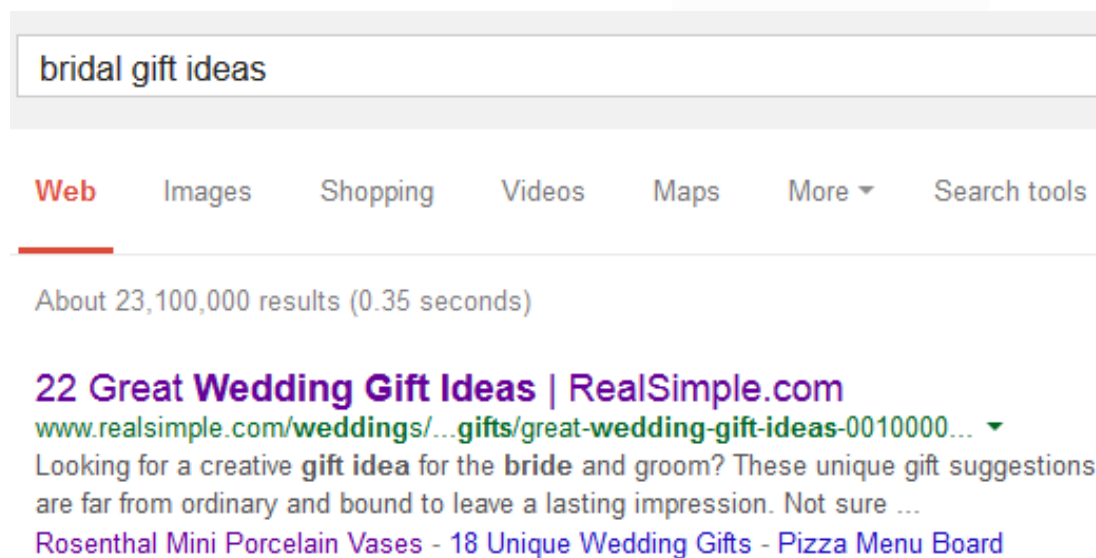 bridal gift ideas
Web Images Shopping Videos Maps More Search tools
About 23,100,000 results (0.35 seconds)
22 Great Wedding Gift Ideas | RealSimple.com
www.realsimple.com/weddings/...gifts/great-wedding-gift-ideas-0010000...
Looking for a creative gift idea for the bride and groom? These unique gift suggestions
are far from ordinary and bound to leave a lasting impression. Not sure ...
Rosenthal Mini Porcelain Vases - 18 Unique Wedding Gifts - Pizza Menu Board